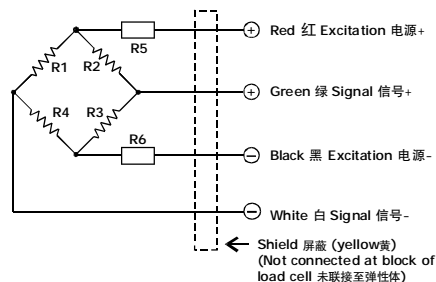 R5
Red 红 Excitation 电源+
R1
R2
Green 绿 Signal 信号+
R4
R3
R6
Black 黑 Excitation 电源-
White 白 Signal 信号-
Shield 屏蔽 (yellow黄)
(Not connected at block of
load cell 未联接至弹性体)